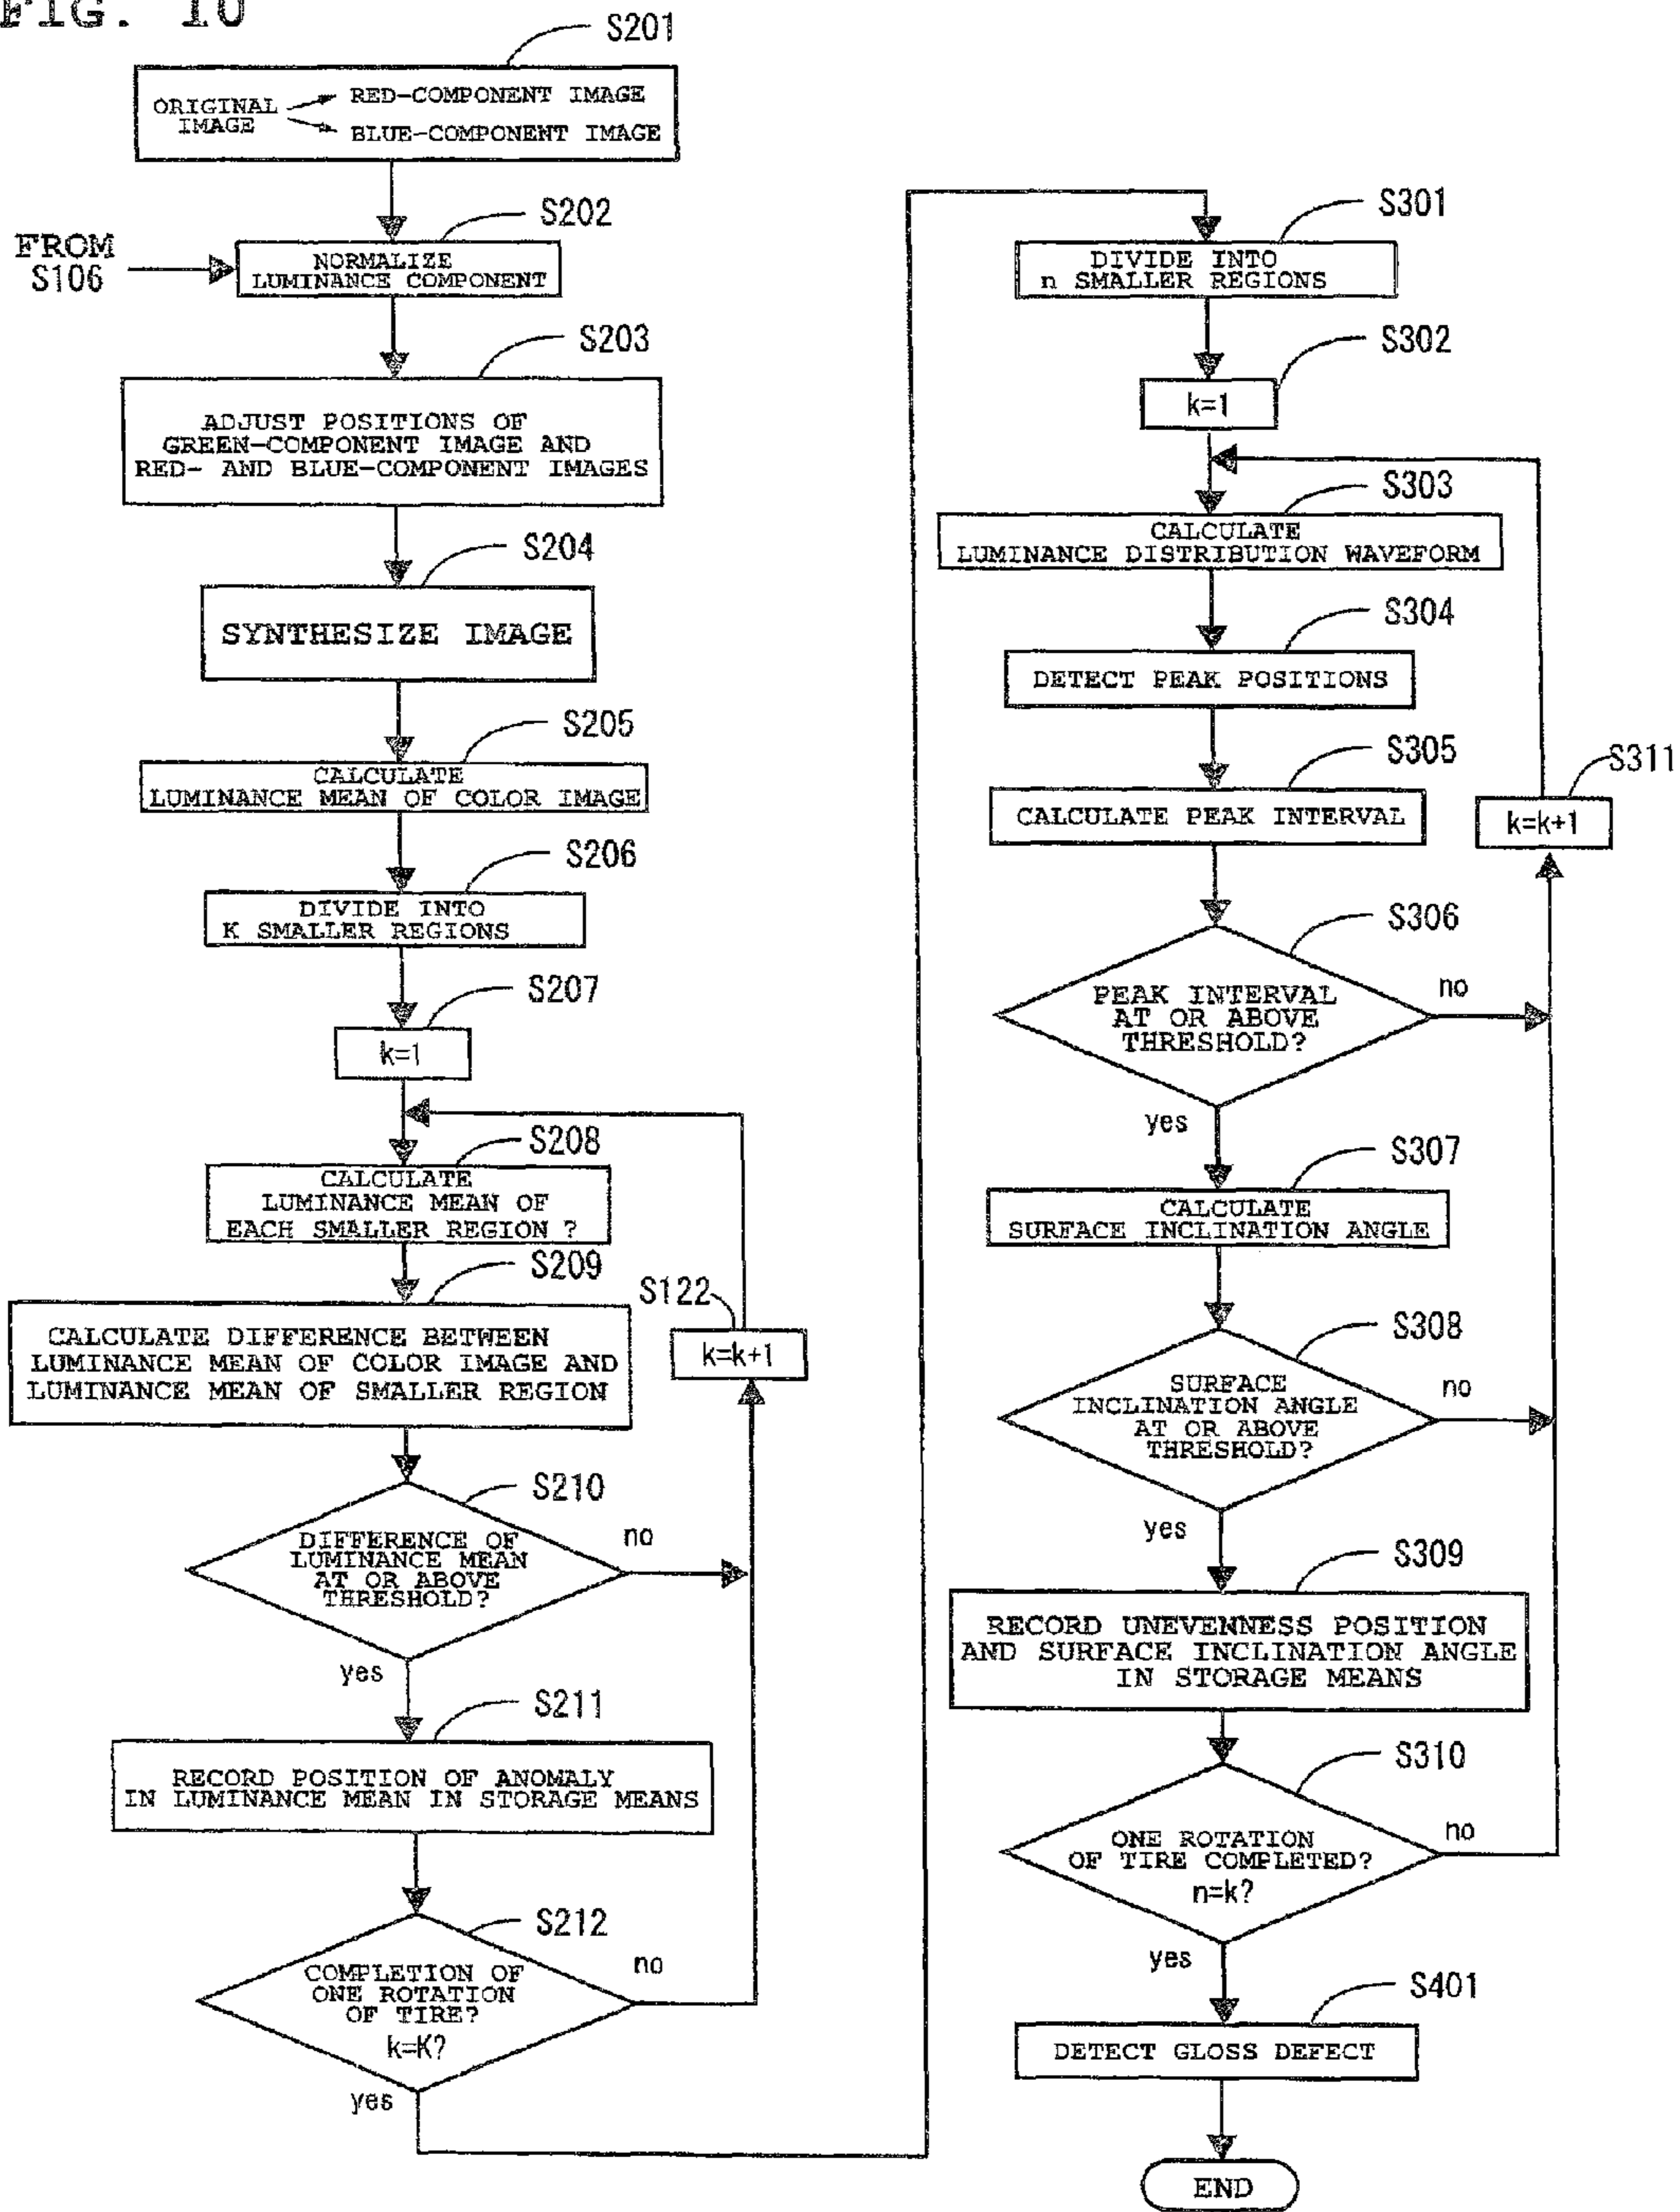 FIG. 10
S201
ORIGINAL IMAGE
RED-COMPONENT IMAGE
BLUE-COMPONENT IMAGE
FROM
S106
S202
NORMALIZE
LUMINANCE COMPONENT
S203
ADJUST POSITIONS OF
GREEN-COMPONENT IMAGE AND
RED- AND BLUE-COMPONENT IMAGES
S204
SYNTHESIZE IMAGE
S205
CALCULATE
LUMINANCE MEAN OF COLOR IMAGE
S206
DIVIDE INTO
K SMALLER REGIONS
S207
k=1
S208
CALCULATE
LUMINANCE MEAN OF
EACH SMALLER REGION ?
S209
CALCULATE DIFFERENCE BETWEEN
LUMINANCE MEAN OF COLOR IMAGE AND
LUMINANCE MEAN OF SMALLER REGION
S122
k=k+1
S210
DIFFERENCE OF
LUMINANCE MEAN
AT OR ABOVE
THRESHOLD?
no
yes
S211
RECORD POSITION OF ANOMALY
IN LUMINANCE MEAN IN STORAGE MEANS
S212
COMPLETION OF
ONE ROTATION
OF TIRE?
k=K?
no
yes
S301
DIVIDE INTO
n SMALLER REGIONS
S302
k=1
S303
CALCULATE
LUMINANCE DISTRIBUTION WAVEFORM
S304
DETECT PEAK POSITIONS
S305
CALCULATE PEAK INTERVAL
S311
k=k+1
S306
PEAK INTERVAL
AT OR ABOVE
THRESHOLD?
no
yes
S307
CALCULATE
SURFACE INCLINATION ANGLE
S308
SURFACE
INCLINATION ANGLE
AT OR ABOVE
THRESHOLD?
no
yes
S309
RECORD UNEVENNESS POSITION
AND SURFACE INCLINATION ANGLE
IN STORAGE MEANS
S310
ONE ROTATION
OF TIRE COMPLETED?
n=k?
no
yes
S401
DETECT GLOSS DEFECT
END